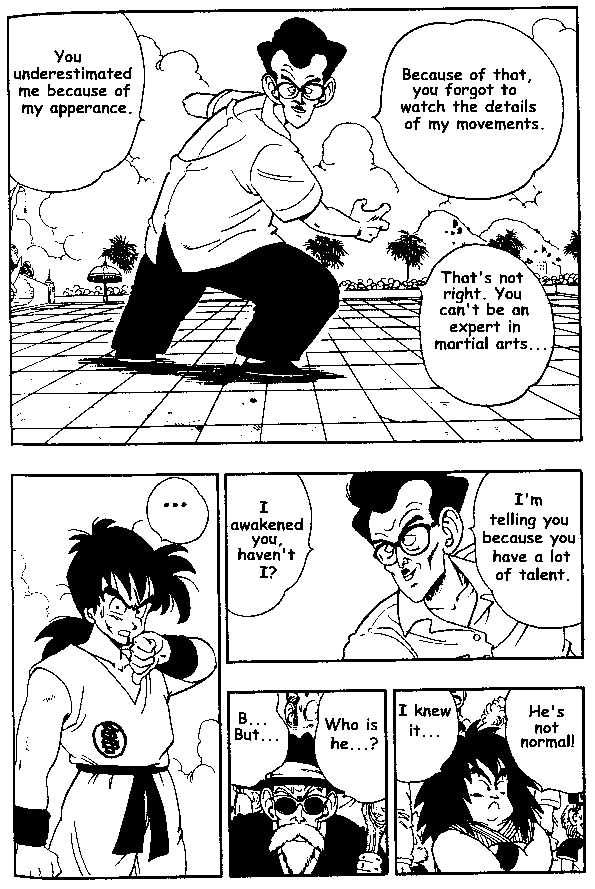 You
underestimated
me because of
my apperance.
Because of that,
you forgot to
watch the details
of my movements.
That's not
right. You
can't be an
expert in
martial arts...
...
I
awakened
you,
haven't
I?
I'm
telling you
because you
have a lot
of talent.
B...
But...
Who is
he...?
I knew
it...
He's
not
normal!